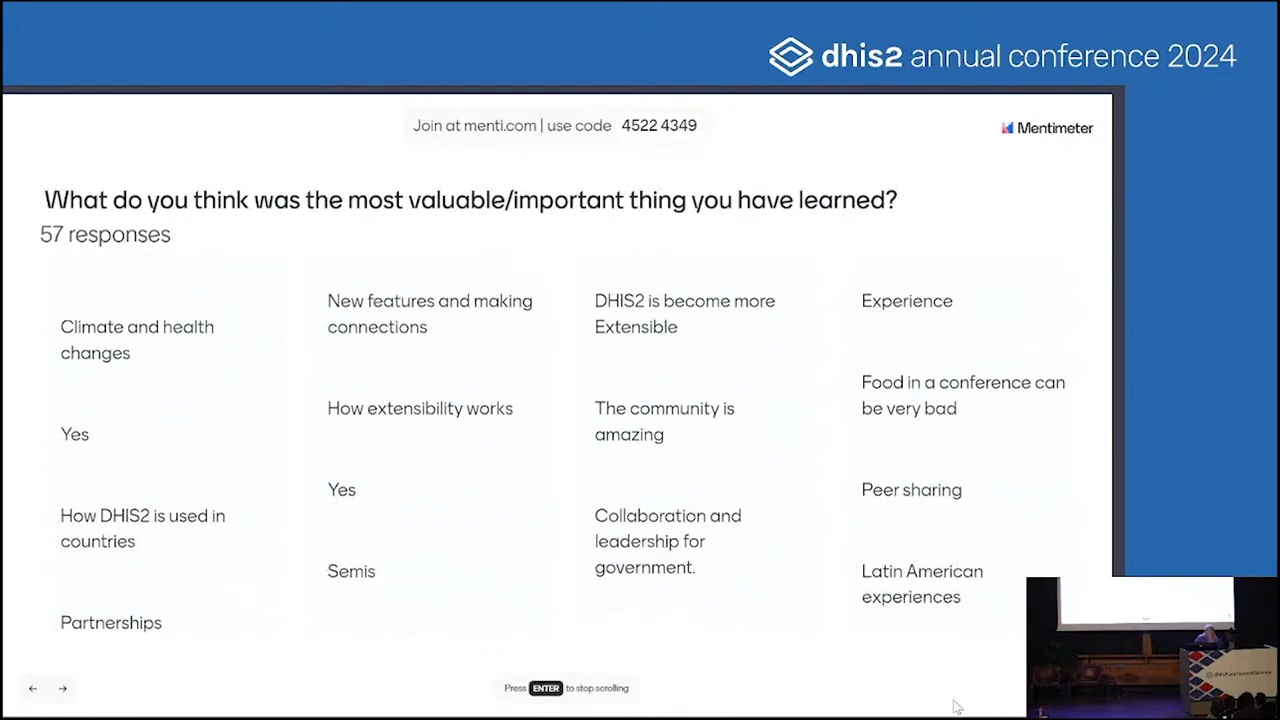 dhis2 annual conference 2024
Join at menti.com | use code 4522 4349
Mentimeter
What do you think was the most valuable/important thing you have learned?
57 responses
Climate and health
changes
Yes
How DHIS2 is used in
countries
Partnerships
New features and making
connections
How extensibility works
Yes
Semis
DHIS2 is become more
Extensible
The community is
amazing
Collaboration and
leadership for
government.
Experience
Food in a conference can
be very bad
Peer sharing
Latin American
experiences
Press ENTER to stop scrolling
dhis2annualconference